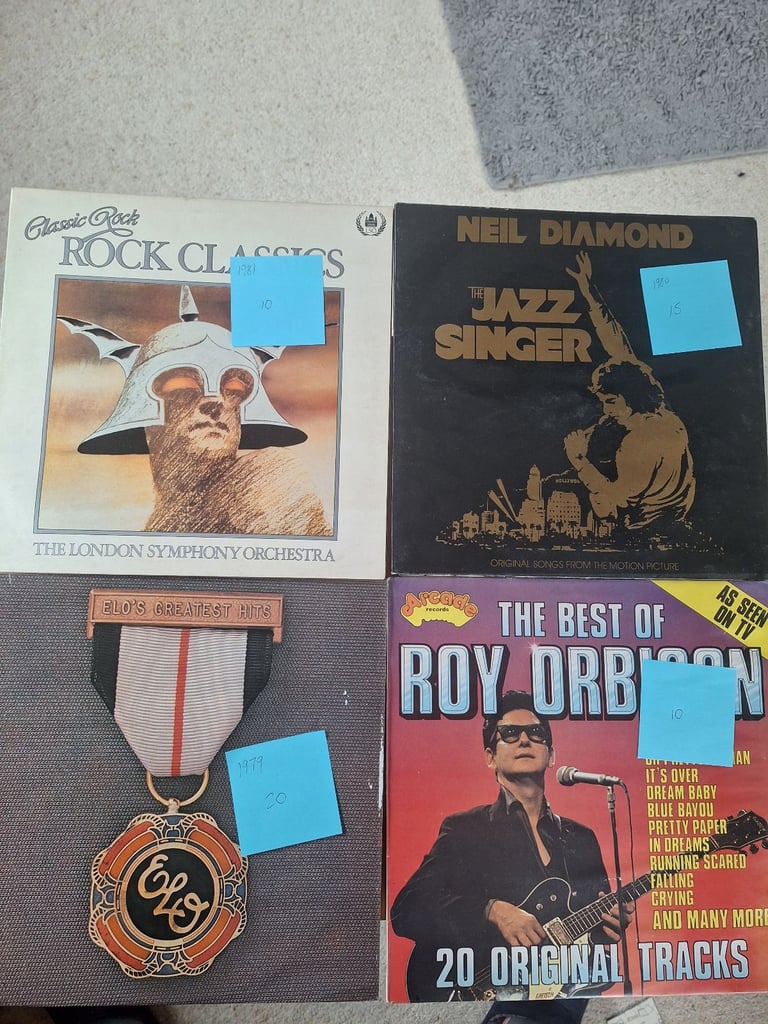 Classic Rock
ROCK CLASSICS
LSO
1981
10
THE LONDON SYMPHONY ORCHESTRA
NEIL DIAMOND
THE
JAZZ
SINGER
1980
15
HOLLYWOOD
ORIGINAL SONGS FROM THE MOTION PICTURE
ELO'S GREATEST HITS
1979
20
ELO
Arcade
records
AS SEEN
ON TV
THE BEST OF
ROY ORBISON
10
IT'S OVER
DREAM BABY
BLUE BAYOU
PRETTY PAPER
IN DREAMS
RUNNING SCARED
FALLING
CRYING
AND MANY MORE
20 ORIGINAL TRACKS
GRETSCH